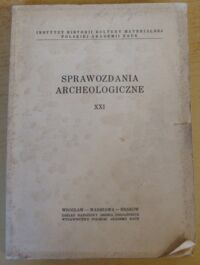 INSTYTUT HISTORII KULTURY MATERIALNEJ
POLSKIEJ AKADEMII NAUK
SPRAWOZDANIA
ARCHEOLOGICZNE
XXI
WROCŁAW — WARSZAWA — KRAKÓW
ZAKŁAD NARODOWY IMIENIA OSSOLIŃSKICH
WYDAWNICTWO POLSKIEJ AKADEMII NAUK